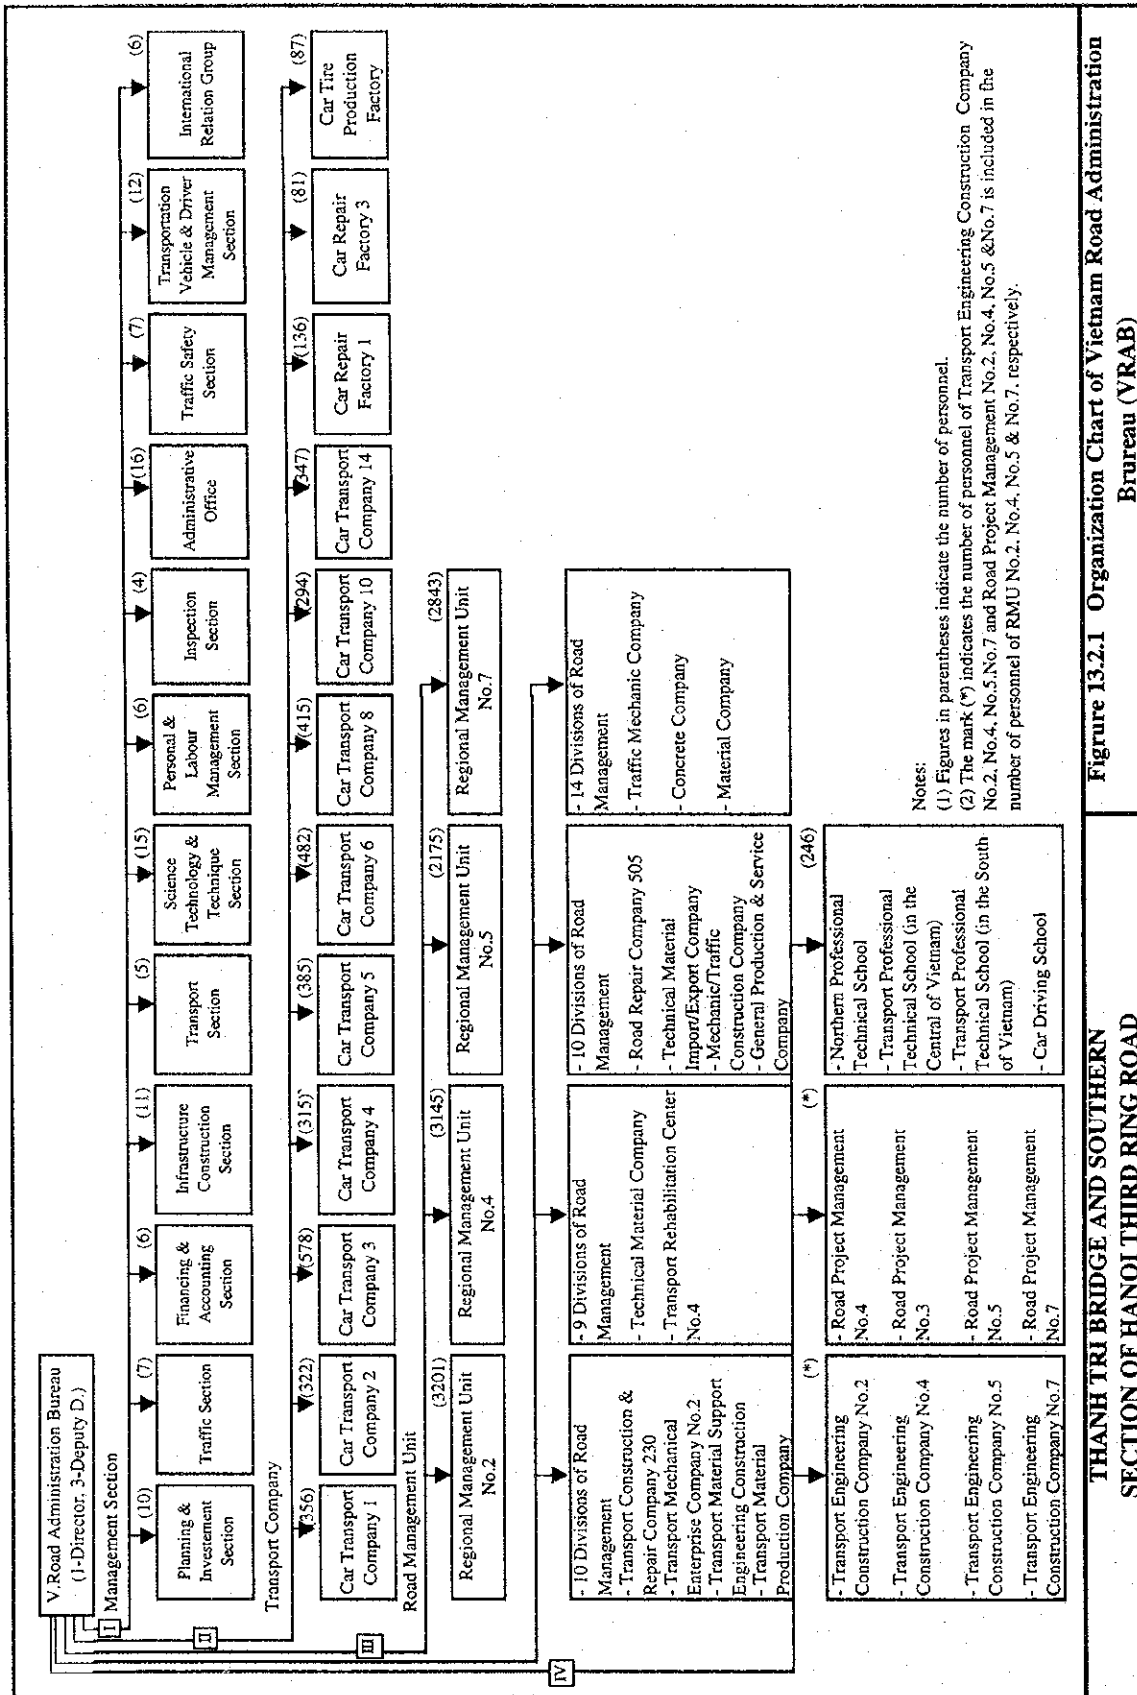 V.Road Administration Bureau
(1-Director, 3-Deputy D.)
I
Management Section
(10)
(7)
(6)
(11)
(5)
(15)
(6)
(4)
(16)
(7)
(12)
(6)
Planning &
Investement
Section
Traffic Section
Financing &
Accounting
Section
Infrastructure
Construction
Section
Transport
Section
Science
Technology &
Technique
Section
Personal &
Labour
Management
Section
Inspection
Section
Administrative
Office
Traffic Safety
Section
Transportation
Vehicle & Driver
Management
Section
International
Relation Group
II
Transport Company
(356)
(322)
(578)
(315)
(385)
(482)
(415)
(294)
(347)
(136)
(81)
(87)
Car Transport
Company 1
Car Transport
Company 2
Car Transport
Company 3
Car Transport
Company 4
Car Transport
Company 5
Car Transport
Company 6
Car Transport
Company 8
Car Transport
Company 10
Car Transport
Company 14
Car Repair
Factory 1
Car Repair
Factory 3
Car Tire
Production
Factory
III
Road Management Unit
(3201)
(3145)
(2175)
(2843)
Regional Management Unit
No.2
Regional Management Unit
No.4
Regional Management Unit
No.5
Regional Management Unit
No.7
IV
- 10 Divisions of Road
Management
- Transport Construction &
Repair Company 230
- Transport Mechanical
Enterprise Company No.2
- Transport Material Support
Engineering Construction
- Transport Material
Production Company
- 9 Divisions of Road
Management
- Technical Material Company
- Transport Rehabilitation Center
No.4
- 10 Divisions of Road
Management
- Road Repair Company 505
- Technical Material
Import/Export Company
- Mechanic/Traffic
Construction Company
- General Production & Service
Company
- 14 Divisions of Road
Management
- Traffic Mechanic Company
- Concrete Company
- Material Company
(*)
(*)
(246)
- Transport Engineering
Construction Company No.2
- Transport Engineering
Construction Company No.4
- Transport Engineering
Construction Company No.5
- Transport Engineering
Construction Company No.7
- Road Project Management
No.4
- Road Project Management
No.3
- Road Project Management
No.5
- Road Project Management
No.7
- Northern Professional
Technical School
- Transport Professional
Technical School (in the
Central of Vietnam)
- Transport Professional
Technical School (in the South
of Vietnam)
- Car Driving School
Notes:
(1) Figures in parentheses indicate the number of personnel.
(2) The mark (*) indicates the number of personnel of Transport Engineering Construction Company
No.2, No.4, No.5,No.7 and Road Project Management No.2, No.4, No.5 &No.7 is included in the
number of personnel of RMU No.2, No.4, No.5 & No.7, respectively.
THANH TRI BRIDGE AND SOUTHERN
SECTION OF HANOI THIRD RING ROAD
Figrure 13.2.1 Organization Chart of Vietnam Road Administration
Brureau (VRAB)